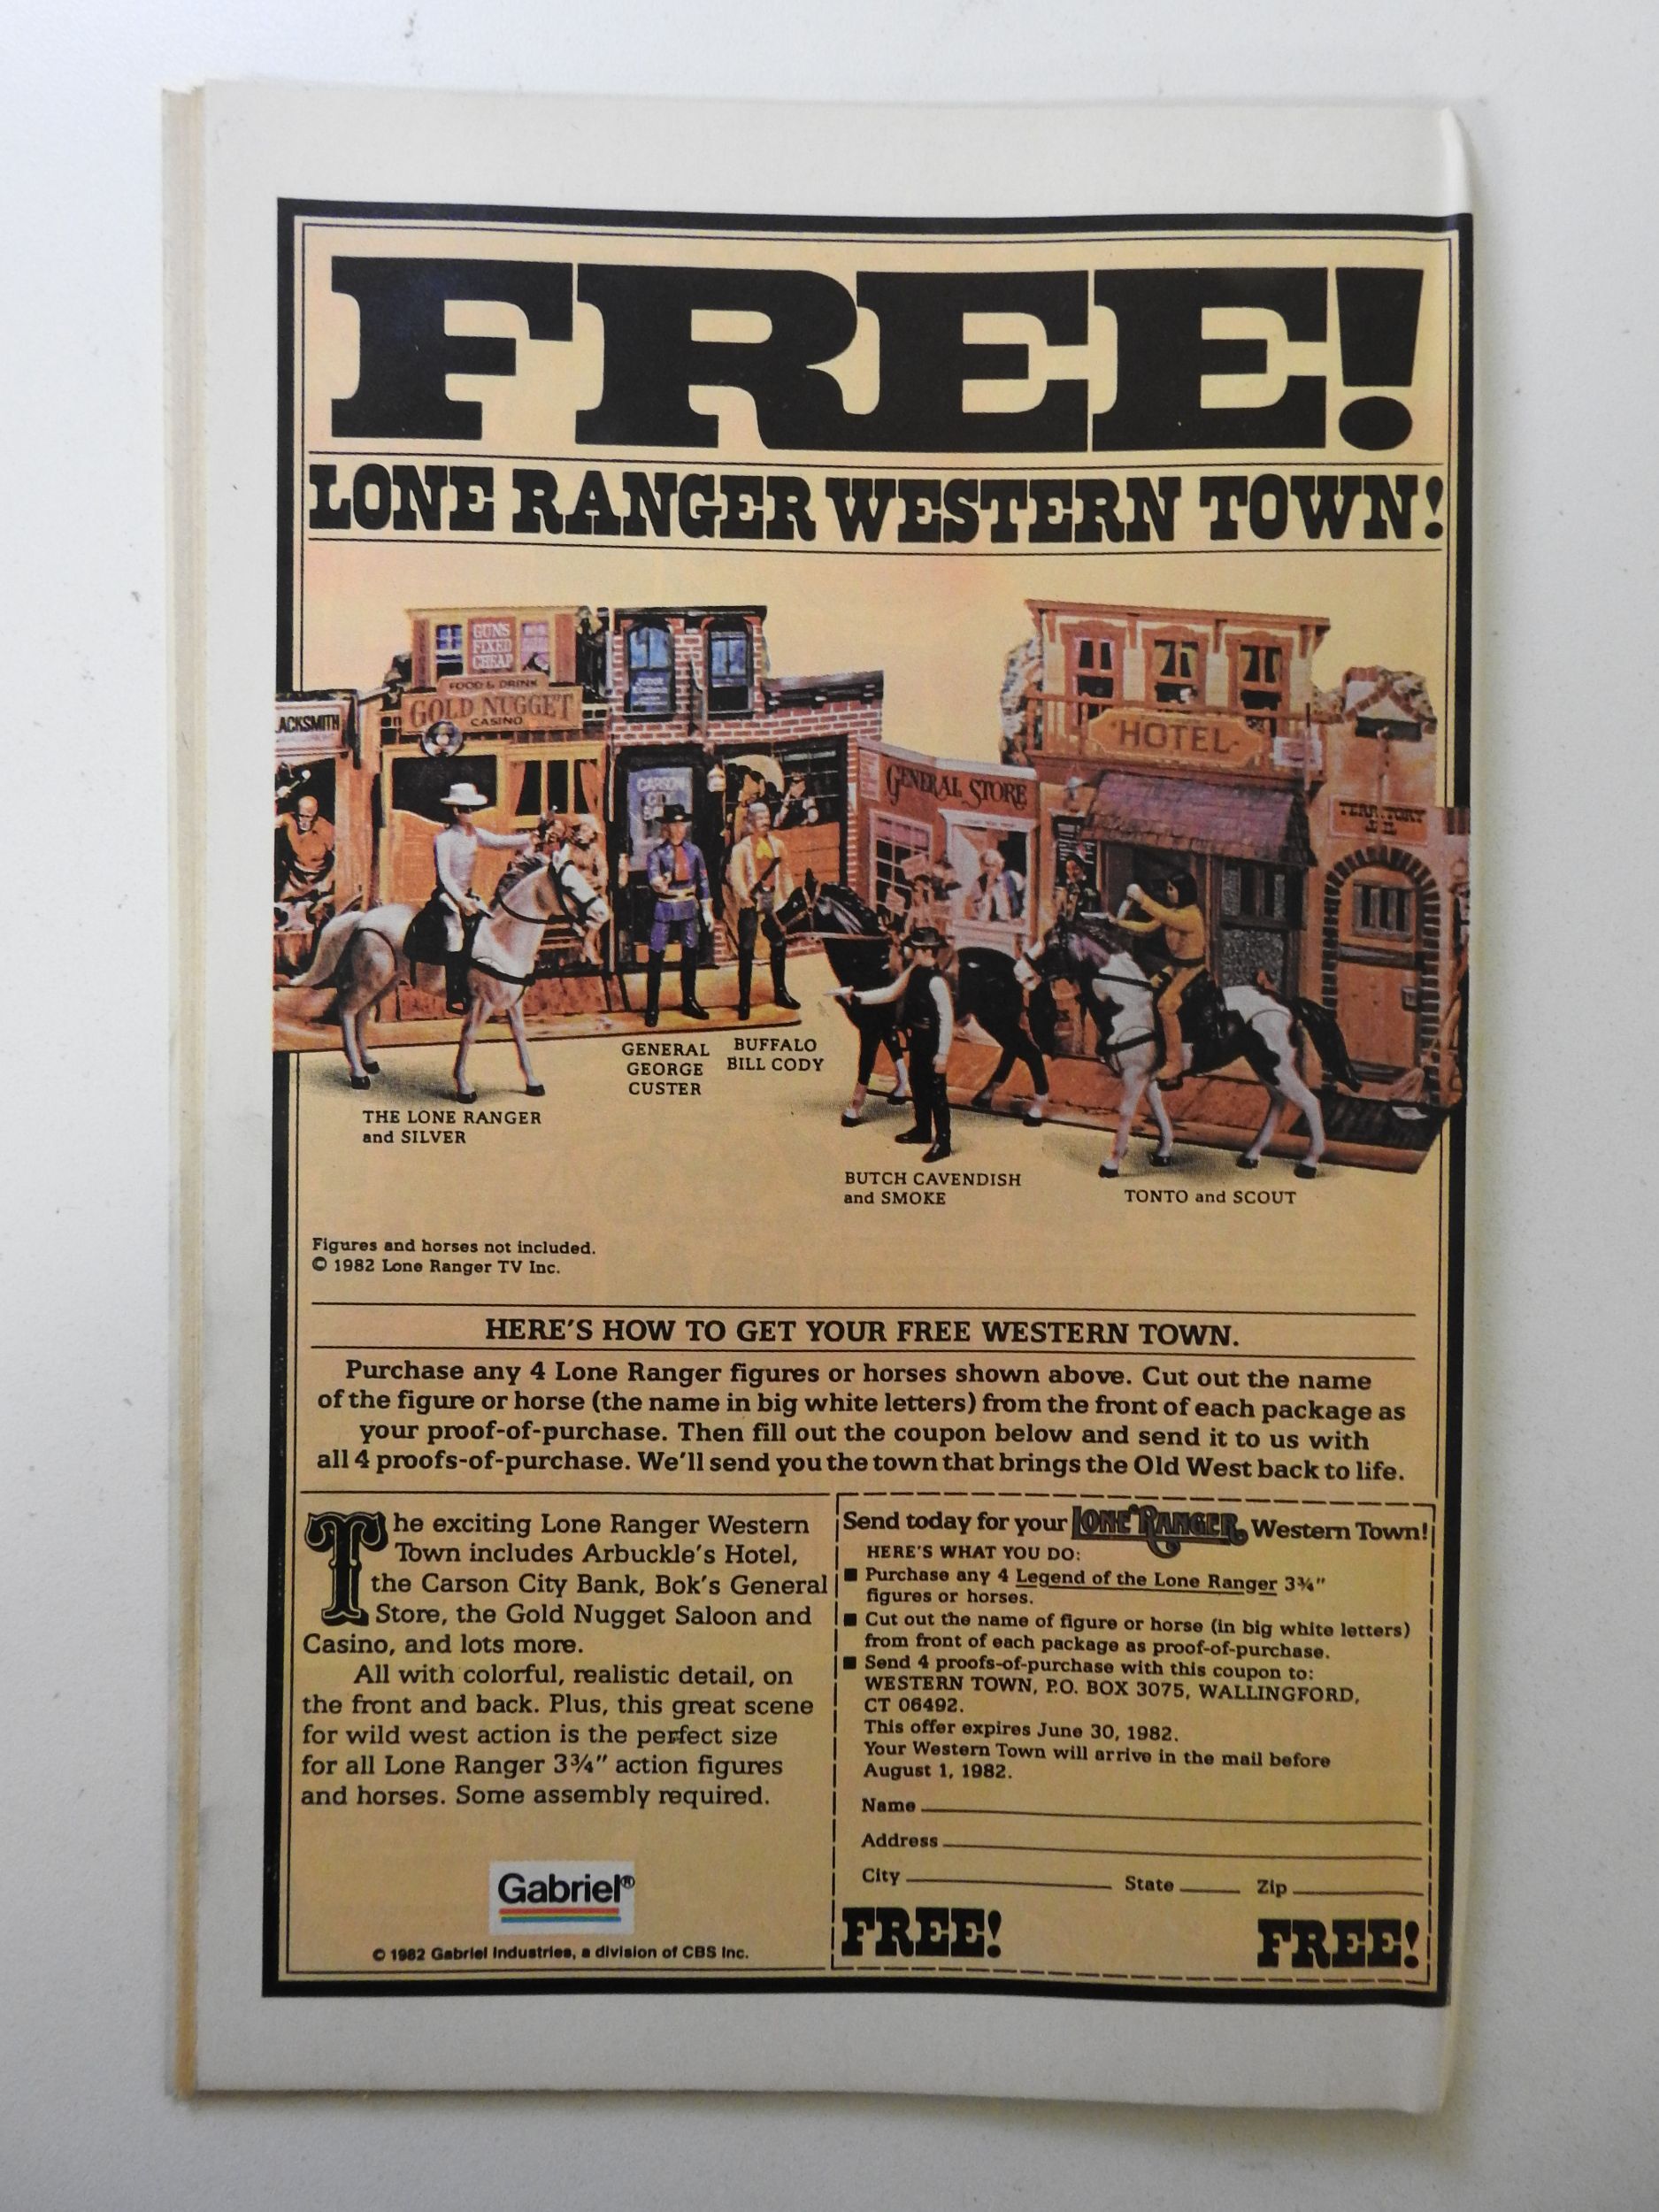 FREE!
LONE RANGER WESTERN TOWN!
GUNS
FIXED
CHEAP
FOOD & DRINK
GOLD NUGGET
CASINO
ACKSMITH
CARSON
CITY
HOTEL
GENERAL STORE
TERRITORY
JAIL
GENERAL
GEORGE
CUSTER
BUFFALO
BILL CODY
THE LONE RANGER
and SILVER
BUTCH CAVENDISH
and SMOKE
TONTO and SCOUT
Figures and horses not included.
© 1982 Lone Ranger TV Inc.
HERE'S HOW TO GET YOUR FREE WESTERN TOWN.
Purchase any 4 Lone Ranger figures or horses shown above. Cut out the name
of the figure or horse (the name in big white letters) from the front of each package as
your proof-of-purchase. Then fill out the coupon below and send it to us with
all 4 proofs-of-purchase. We'll send you the town that brings the Old West back to life.
The exciting Lone Ranger Western
Town includes Arbuckle's Hotel,
the Carson City Bank, Bok's General
Store, the Gold Nugget Saloon and
Casino, and lots more.
All with colorful, realistic detail, on
the front and back. Plus, this great scene
for wild west action is the perfect size
for all Lone Ranger 3¾" action figures
and horses. Some assembly required.
Gabriel®
© 1982 Gabriel Industries, a division of CBS Inc.
Send today for your LONE RANGER Western Town!
HERE'S WHAT YOU DO:
■ Purchase any 4 Legend of the Lone Ranger 3¾"
figures or horses.
■ Cut out the name of figure or horse (in big white letters)
from front of each package as proof-of-purchase.
■ Send 4 proofs-of-purchase with this coupon to:
WESTERN TOWN, P.O. BOX 3075, WALLINGFORD,
CT 06492.
This offer expires June 30, 1982.
Your Western Town will arrive in the mail before
August 1, 1982.
Name
Address
City State Zip
FREE! FREE!